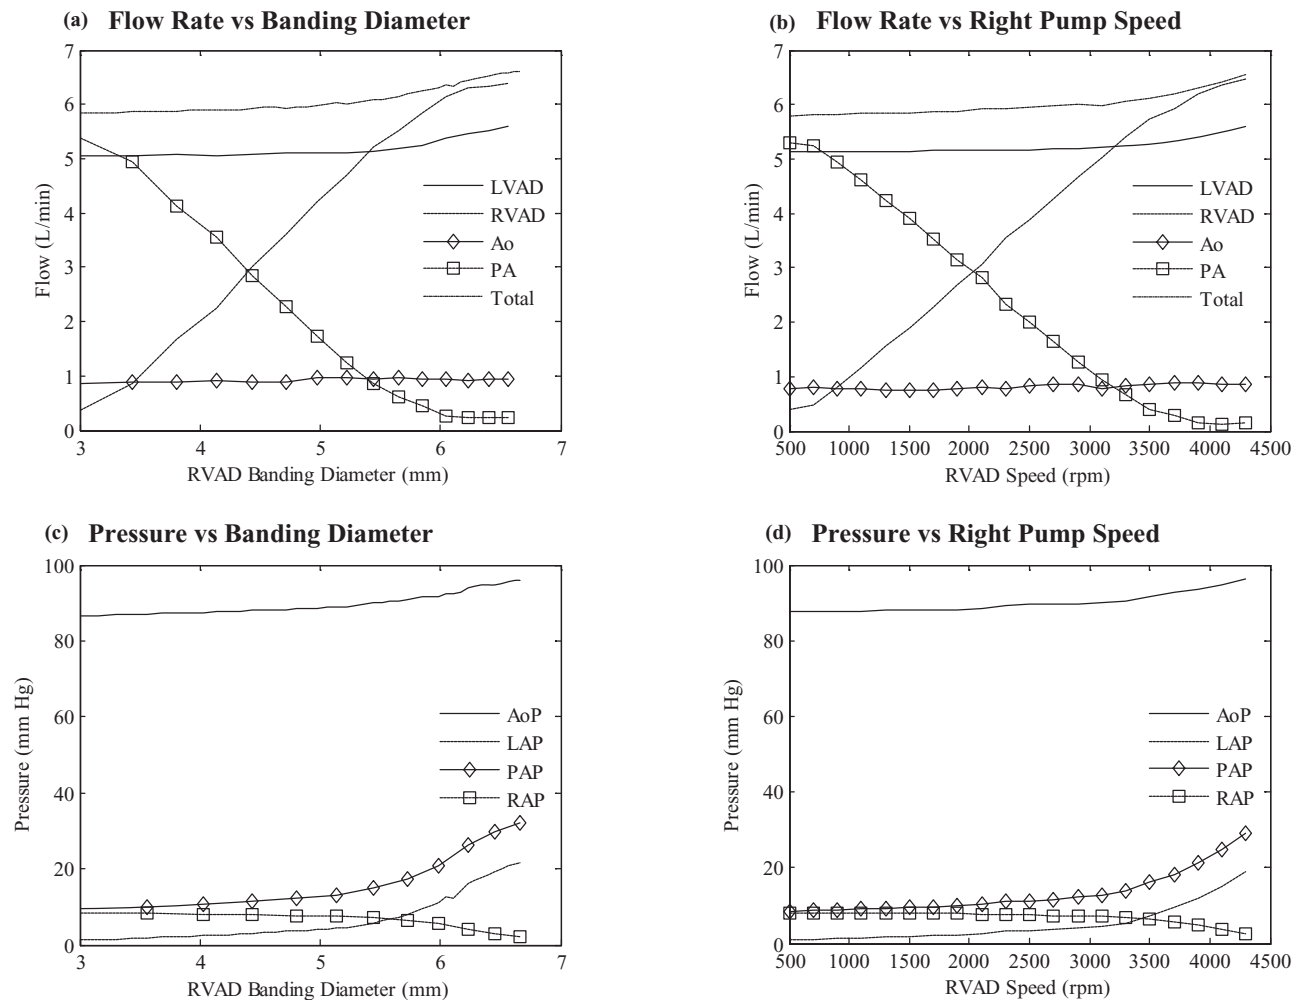 (a) Flow Rate vs Banding Diameter
7
6
5
4
3
2
1
0
Flow (L/min)
LVAD
RVAD
Ao
PA
Total
3 4 5 6 7
RVAD Banding Diameter (mm)
(b) Flow Rate vs Right Pump Speed
7
6
5
4
3
2
1
0
Flow (L/min)
LVAD
RVAD
Ao
PA
Total
500 1000 1500 2000 2500 3000 3500 4000 4500
RVAD Speed (rpm)
(c) Pressure vs Banding Diameter
100
80
60
40
20
0
Pressure (mm Hg)
AoP
LAP
PAP
RAP
3 4 5 6 7
RVAD Banding Diameter (mm)
(d) Pressure vs Right Pump Speed
100
80
60
40
20
0
Pressure (mm Hg)
AoP
LAP
PAP
RAP
500 1000 1500 2000 2500 3000 3500 4000 4500
RVAD Speed (rpm)